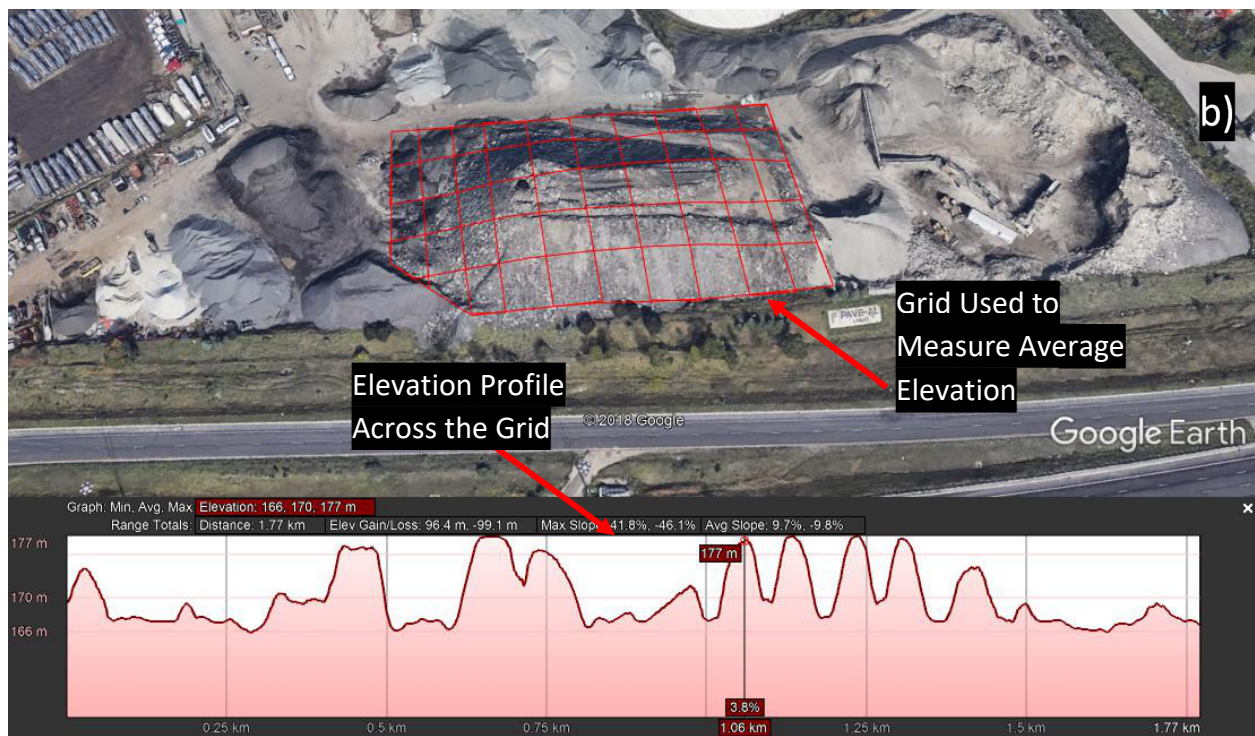 b)
PAVE-AL
Grid Used to
Measure Average
Elevation
Elevation Profile
Across the Grid
© 2018 Google
Google Earth
Graph: Min, Avg, Max Elevation: 166, 170, 177 m
Range Totals: Distance: 1.77 km Elev Gain/Loss: 96.4 m, -99.1 m Max Slope: 41.8%, -46.1% Avg Slope: 9.7%, -9.8%
177 m
177 m
170 m
166 m
3.8%
0.25 km 0.5 km 0.75 km 1.06 km 1.25 km 1.5 km 1.77 km